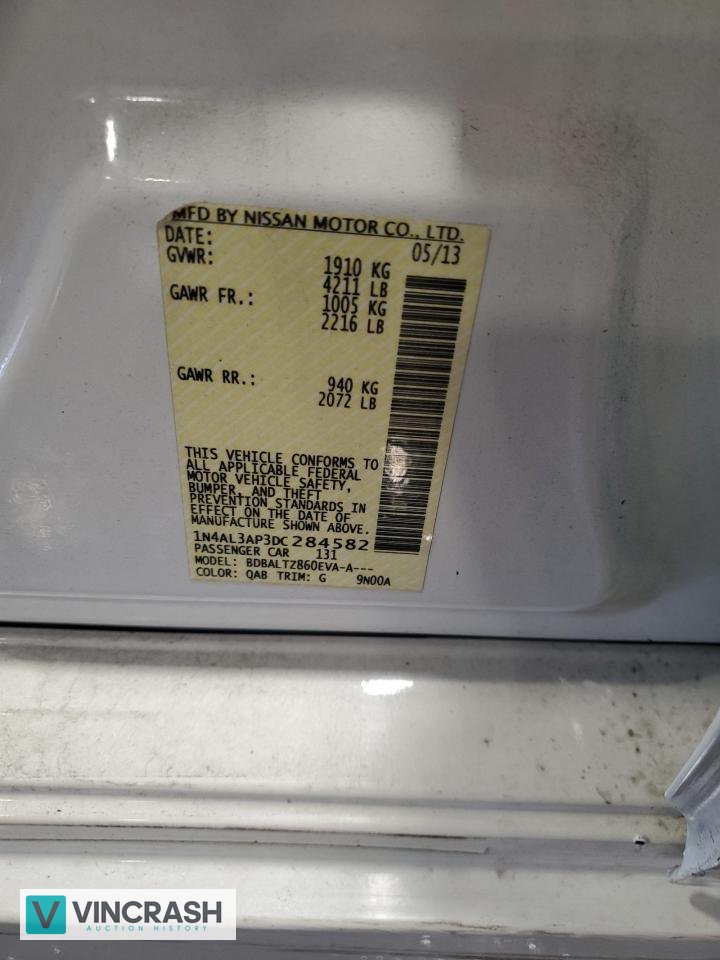 MFD BY NISSAN MOTOR CO., LTD.
DATE: 05/13
GVWR: 1910 KG
4211 LB
GAWR FR.: 1005 KG
2216 LB
GAWR RR.: 940 KG
2072 LB
THIS VEHICLE CONFORMS TO
ALL APPLICABLE FEDERAL
MOTOR VEHICLE SAFETY,
BUMPER, AND THEFT
PREVENTION STANDARDS IN
EFFECT ON THE DATE OF
MANUFACTURE SHOWN ABOVE.
1N4AL3AP3DC284582
PASSENGER CAR 131
MODEL: BDBALTZ860EVA-A---
COLOR: QAB TRIM: G 9N00A
VINCRASH
AUCTION HISTORY